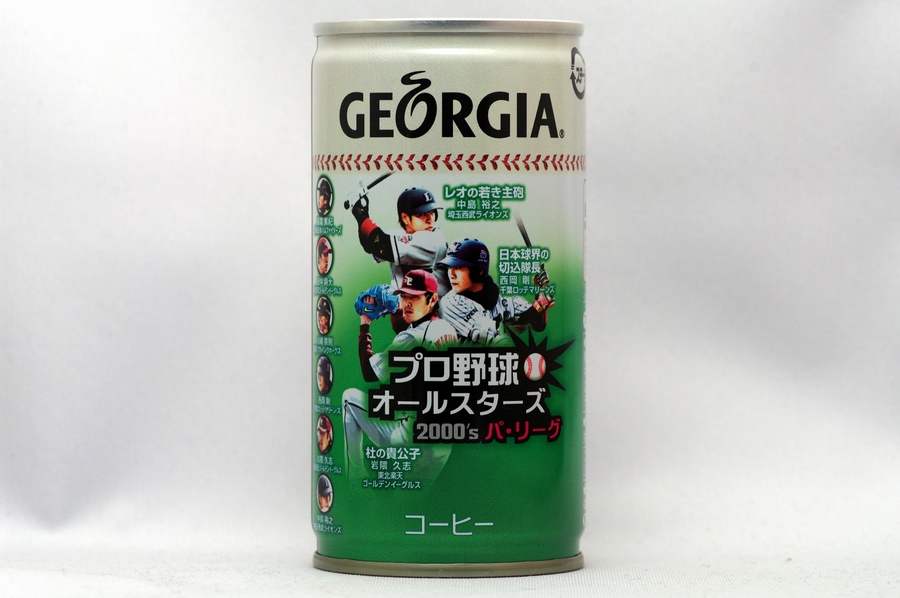 GEORGIA®
レオの若き主砲
中島 裕之
埼玉西武ライオンズ
日本球界の
切込隊長
西岡 剛
千葉ロッテマリーンズ
プロ野球
オールスターズ
2000's パ・リーグ
杜の貴公子
岩隈 久志
東北楽天
ゴールデンイーグルス
コーヒー